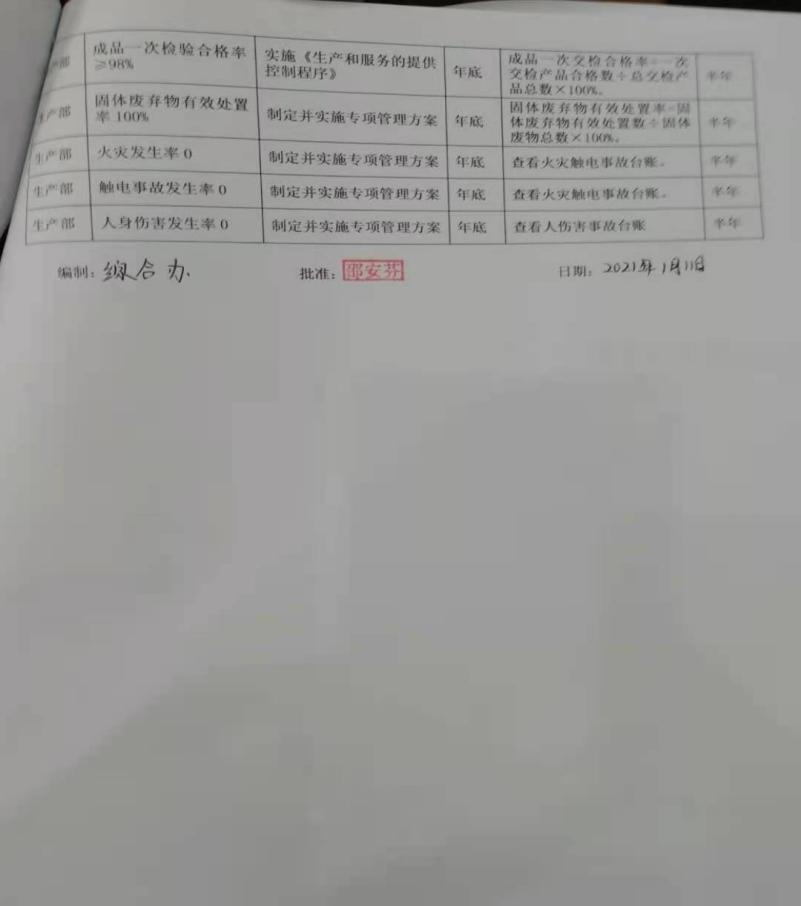 产部 成品一次检验合格率 实施《生产和服务的提供 年底 成品一次交检合格率=一次 半年
≥98% 控制程序》 交检产品合格数÷总交检产
品总数×100%。
生产部 固体废弃物有效处置 制定并实施专项管理方案 年底 固体废弃物有效处置率=固 半年
率 100% 体废弃物有效处置数÷固体
废物总数×100%。
生产部 火灾发生率 0 制定并实施专项管理方案 年底 查看火灾触电事故台账。 半年
生产部 触电事故发生率 0 制定并实施专项管理方案 年底 查看火灾触电事故台账。 半年
生产部 人身伤害发生率 0 制定并实施专项管理方案 年底 查看人伤害事故台账 半年
编制：综合办 批准：邵安芬 日期：2021年1月11日